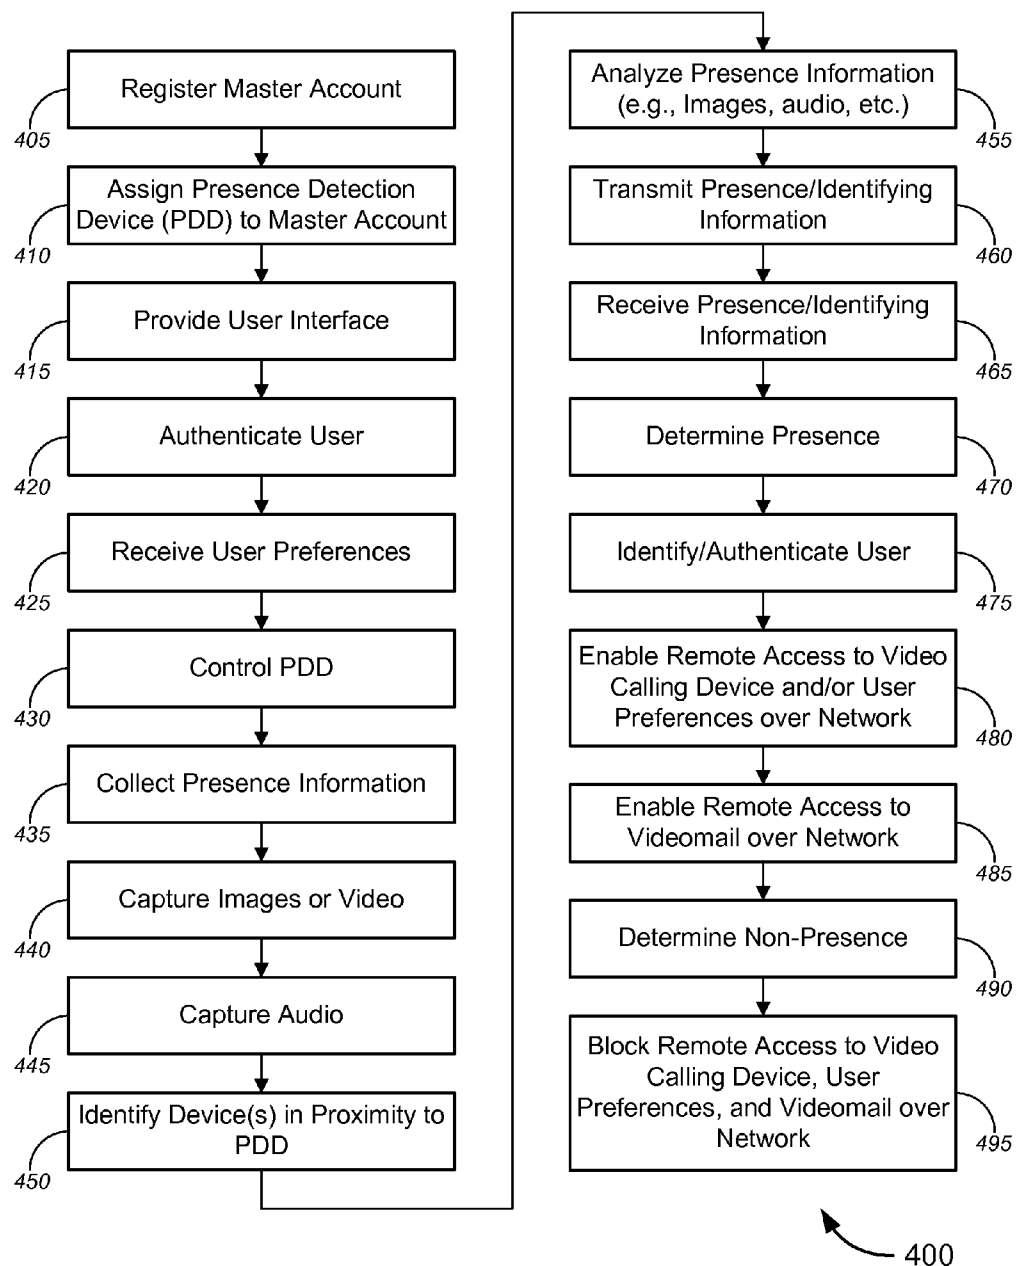 Register Master Account
405
Assign Presence Detection
Device (PDD) to Master Account
410
Provide User Interface
415
Authenticate User
420
Receive User Preferences
425
Control PDD
430
Collect Presence Information
435
Capture Images or Video
440
Capture Audio
445
Identify Device(s) in Proximity to
PDD
450
Analyze Presence Information
(e.g., Images, audio, etc.)
455
Transmit Presence/Identifying
Information
460
Receive Presence/Identifying
Information
465
Determine Presence
470
Identify/Authenticate User
475
Enable Remote Access to Video
Calling Device and/or User
Preferences over Network
480
Enable Remote Access to
Videomail over Network
485
Determine Non-Presence
490
Block Remote Access to Video
Calling Device, User
Preferences, and Videomail over
Network
495
400